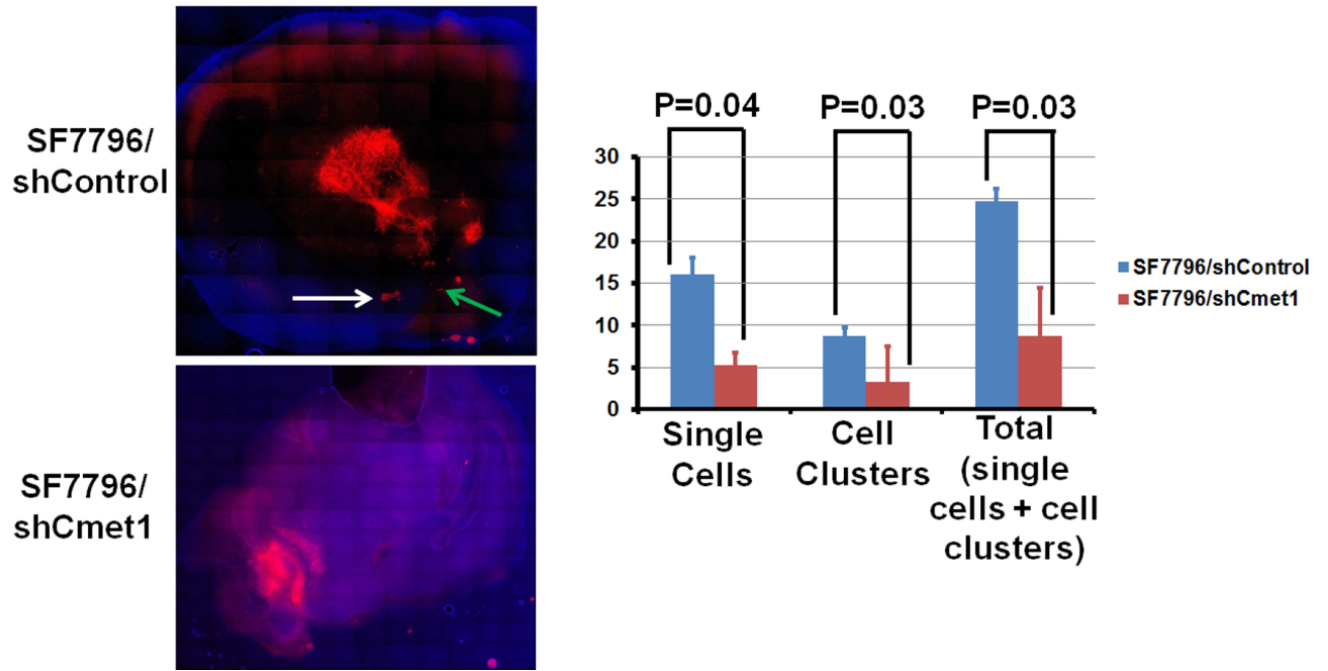 SF7796/
shControl
SF7796/
shCmet1
P=0.04
P=0.03
P=0.03
30
25
20
15
10
5
0
Single
Cells
Cell
Clusters
Total
(single
cells + cell
clusters)
SF7796/shControl
SF7796/shCmet1